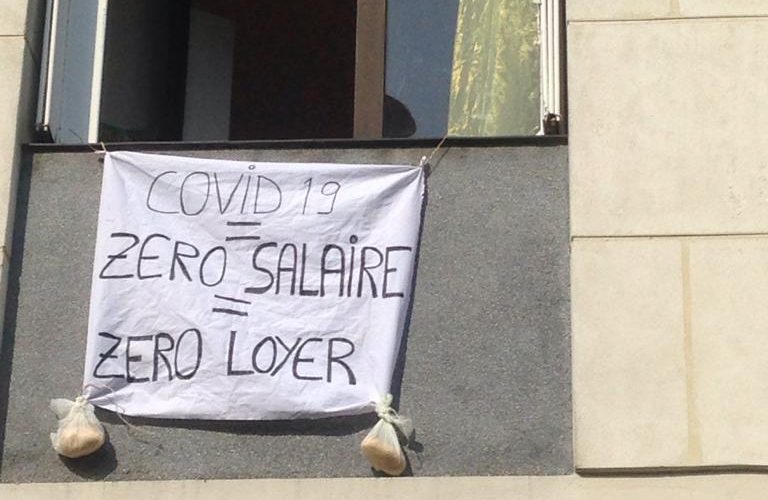 COVID 19
=
ZERO SALAIRE
=
ZERO LOYER